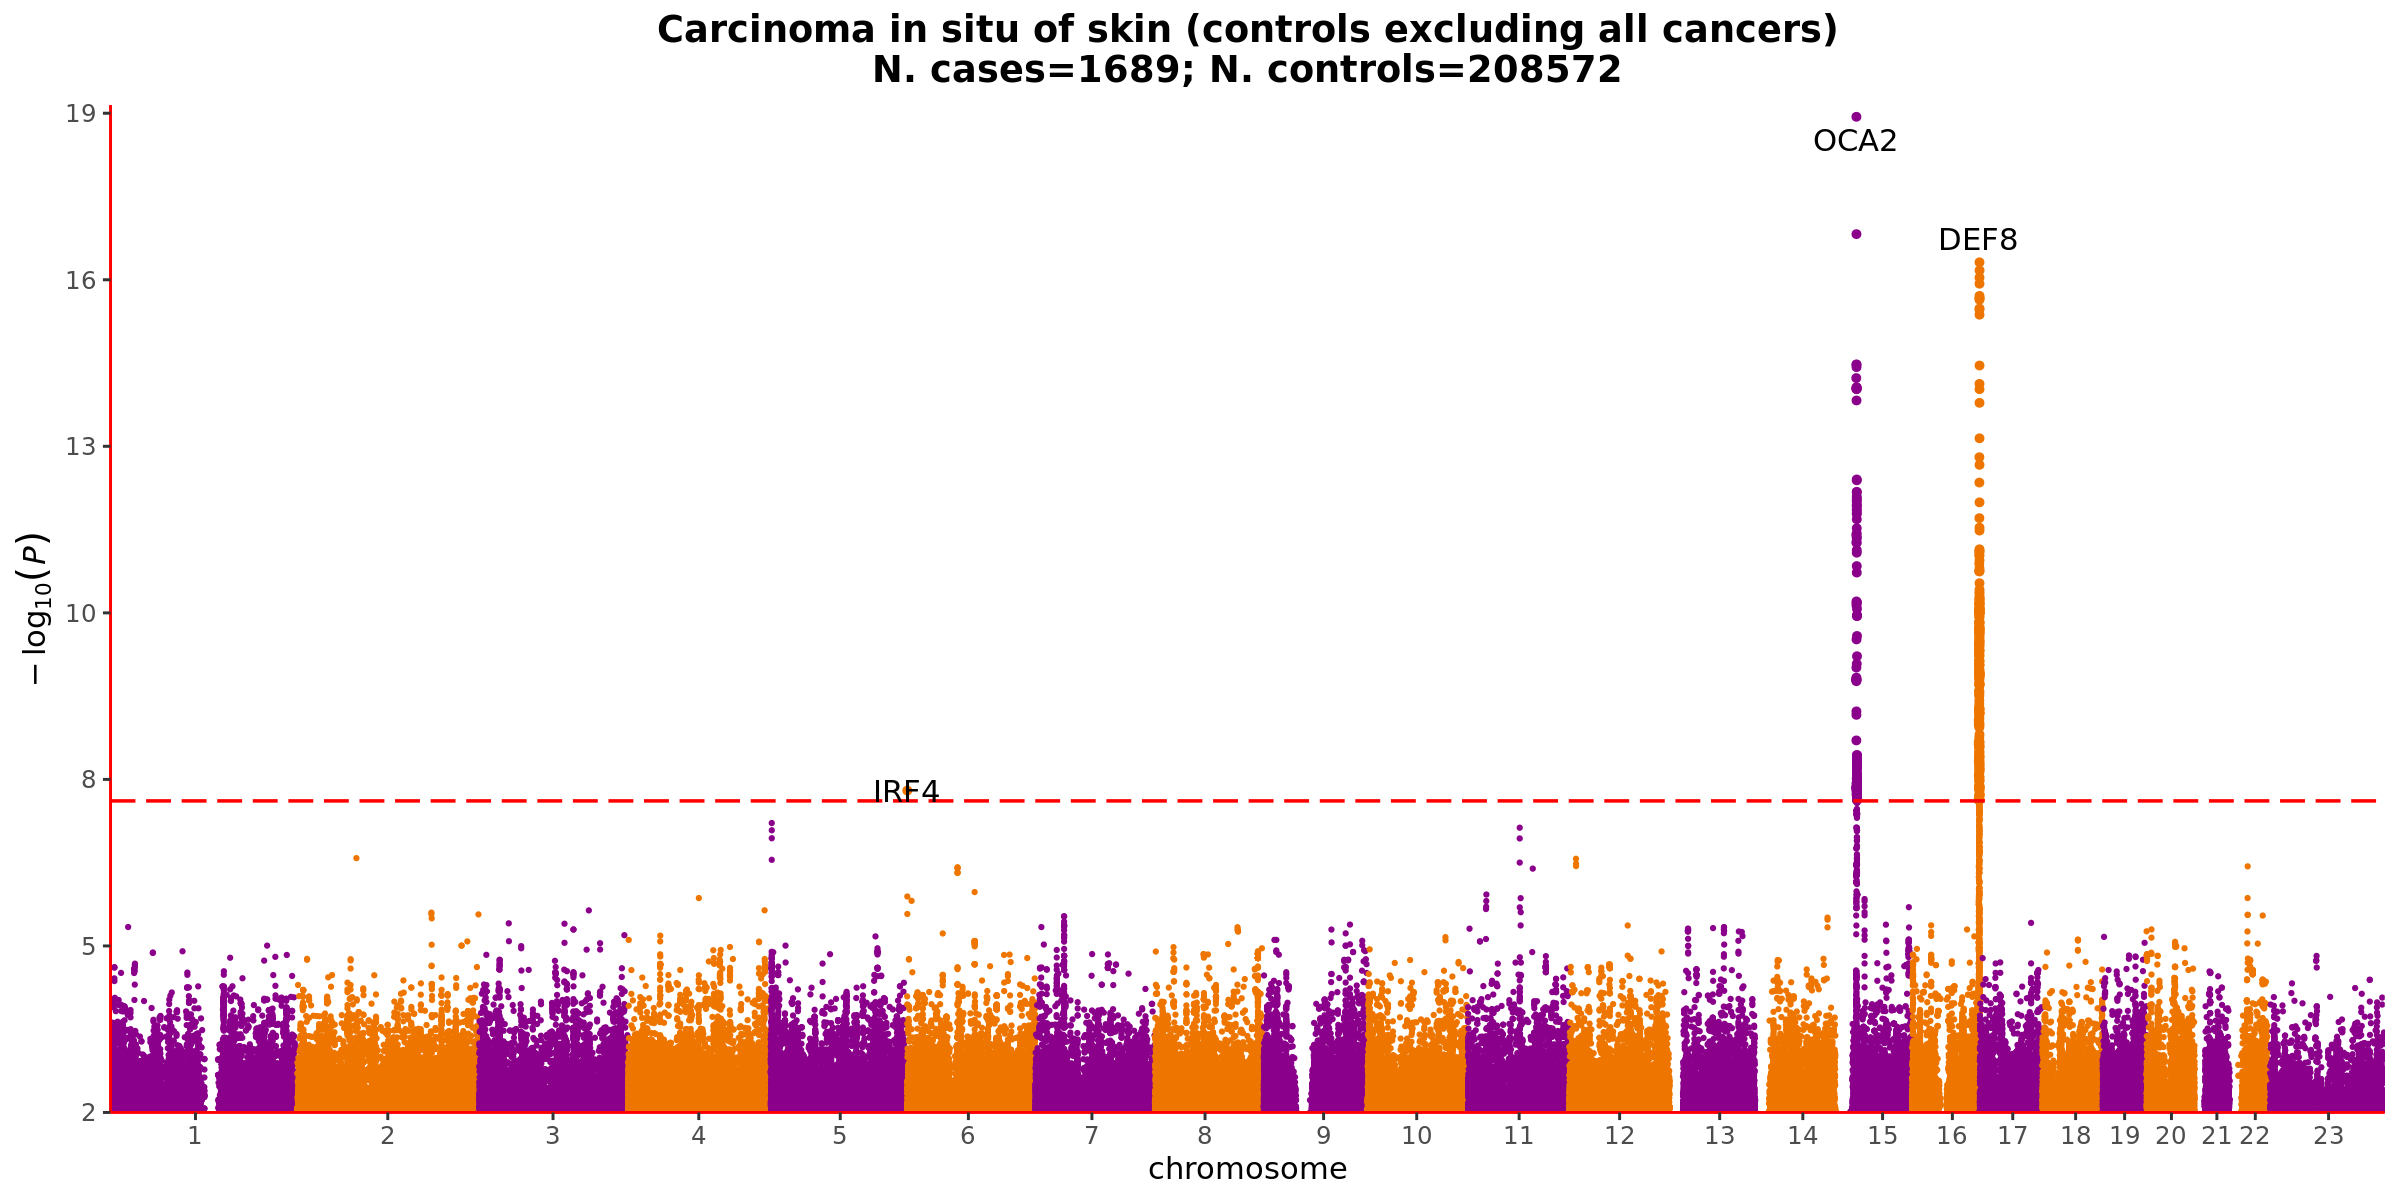 Carcinoma in situ of skin (controls excluding all cancers)
N. cases=1689; N. controls=208572
19
OCA2
DEF8
16
13
− log₁₀(P)
10
8
IRF4
5
2
1 2 3 4 5 6 7 8 9 10 11 12 13 14 15 16 17 18 19 20 21 22 23
chromosome